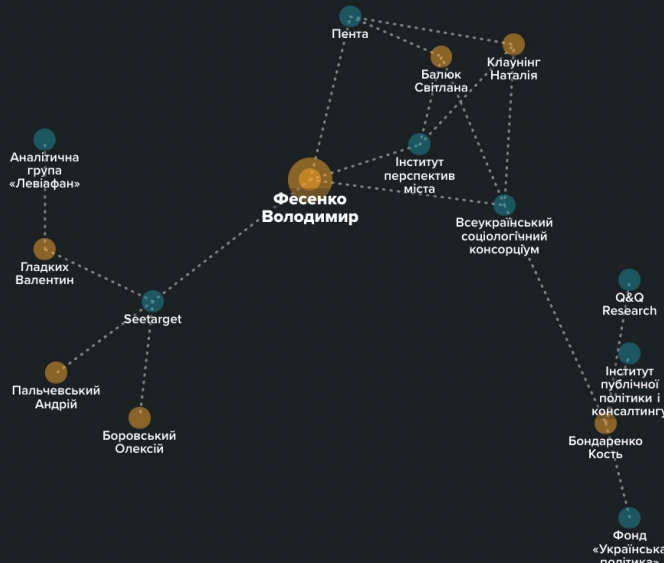 Пента
Клаунінг
Наталія
Балюк
Світлана
Аналітична
група
«Левіафан»
Інститут
перспектив
міста
Фесенко
Володимир
Всеукраїнський
соціологічний
консорціум
Гладких
Валентин
Q&Q
Research
Seetarget
Інститут
публічної
політики і
консалтингу
Пальчевський
Андрій
Боровський
Олексій
Бондаренко
Кость
Фонд
«Українська
політика»